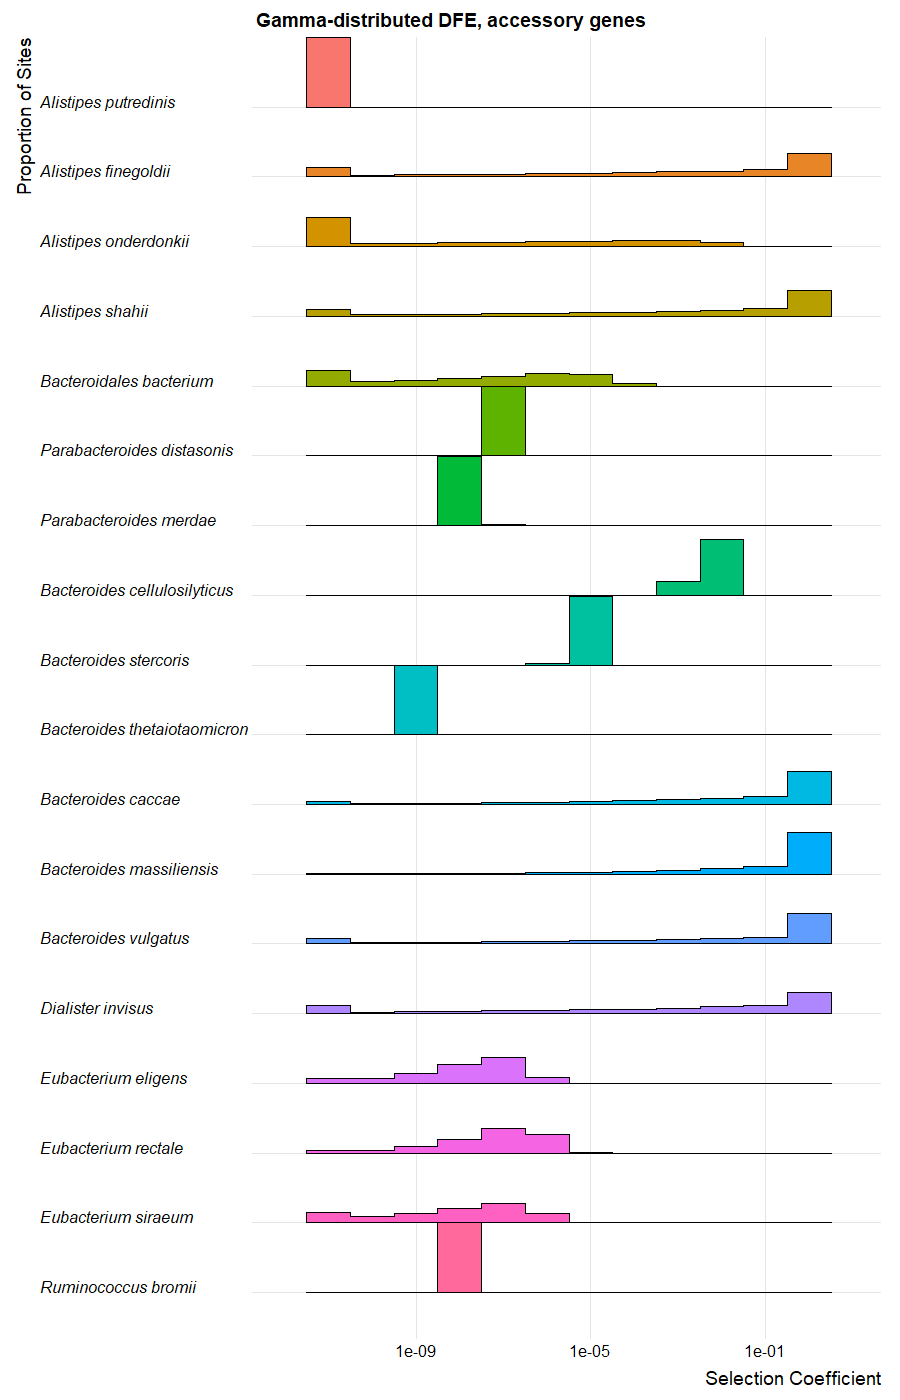 Gamma-distributed DFE, accessory genes
Proportion of Sites
Alistipes putredinis
Alistipes finegoldii
Alistipes onderdonkii
Alistipes shahii
Bacteroidales bacterium
Parabacteroides distasonis
Parabacteroides merdae
Bacteroides cellulosilyticus
Bacteroides stercoris
Bacteroides thetaiotaomicron
Bacteroides caccae
Bacteroides massiliensis
Bacteroides vulgatus
Dialister invisus
Eubacterium eligens
Eubacterium rectale
Eubacterium siraeum
Ruminococcus bromii
1e-09 1e-05 1e-01
Selection Coefficient